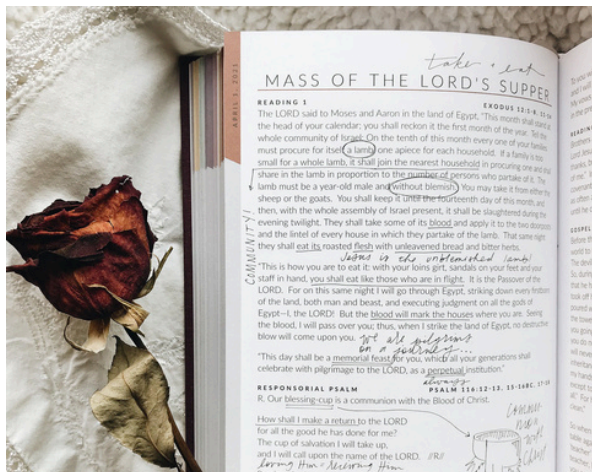 take + eat
APRIL 1, 2021
MASS OF THE LORD'S SUPPER
READING 1
EXODUS 12:1-8, 11-14
The LORD said to Moses and Aaron in the land of Egypt, "This month shall stand at
the head of your calendar; you shall reckon it the first month of the year. Tell the
whole community of Israel: On the tenth of this month every one of your families
must procure for itself a lamb, one apiece for each household. If a family is too
small for a whole lamb, it shall join the nearest household in procuring one and shall
share in the lamb in proportion to the number of persons who partake of it. The
lamb must be a year-old male and without blemish. You may take it from either the
sheep or the goats. You shall keep it until the fourteenth day of this month, and
then, with the whole assembly of Israel present, it shall be slaughtered during the
evening twilight. They shall take some of its blood and apply it to the two doorposts
and the lintel of every house in which they partake of the lamb. That same night
they shall eat its roasted flesh with unleavened bread and bitter herbs.
COMMUNITY!
Jesus is the unblemished lamb!
"This is how you are to eat it: with your loins girt, sandals on your feet and your
staff in hand, you shall eat like those who are in flight. It is the Passover of the
LORD. For on this same night I will go through Egypt, striking down every firstborn
of the land, both man and beast, and executing judgment on all the gods of
Egypt—I, the LORD! But the blood will mark the houses where you are. Seeing
the blood, I will pass over you; thus, when I strike the land of Egypt, no destructive
blow will come upon you.
we are pilgrims
on a journey...
"This day shall be a memorial feast for you, which all your generations shall
celebrate with pilgrimage to the LORD, as a perpetual institution."
always
RESPONSORIAL PSALM
PSALM 116:12-13, 15-16BC, 17-18
R. Our blessing-cup is a communion with the Blood of Christ.
How shall I make a return to the LORD
for all the good he has done for me?
The cup of salvation I will take up,
and I will call upon the name of the LORD. //R//
loving Him = Receiving Him